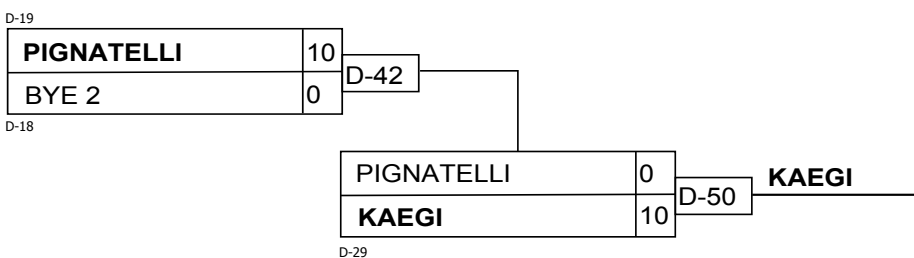 D-19
PIGNATELLI 10
D-42
BYE 2 0
D-18
PIGNATELLI 0
D-50
KAEGI
KAEGI 10
D-29